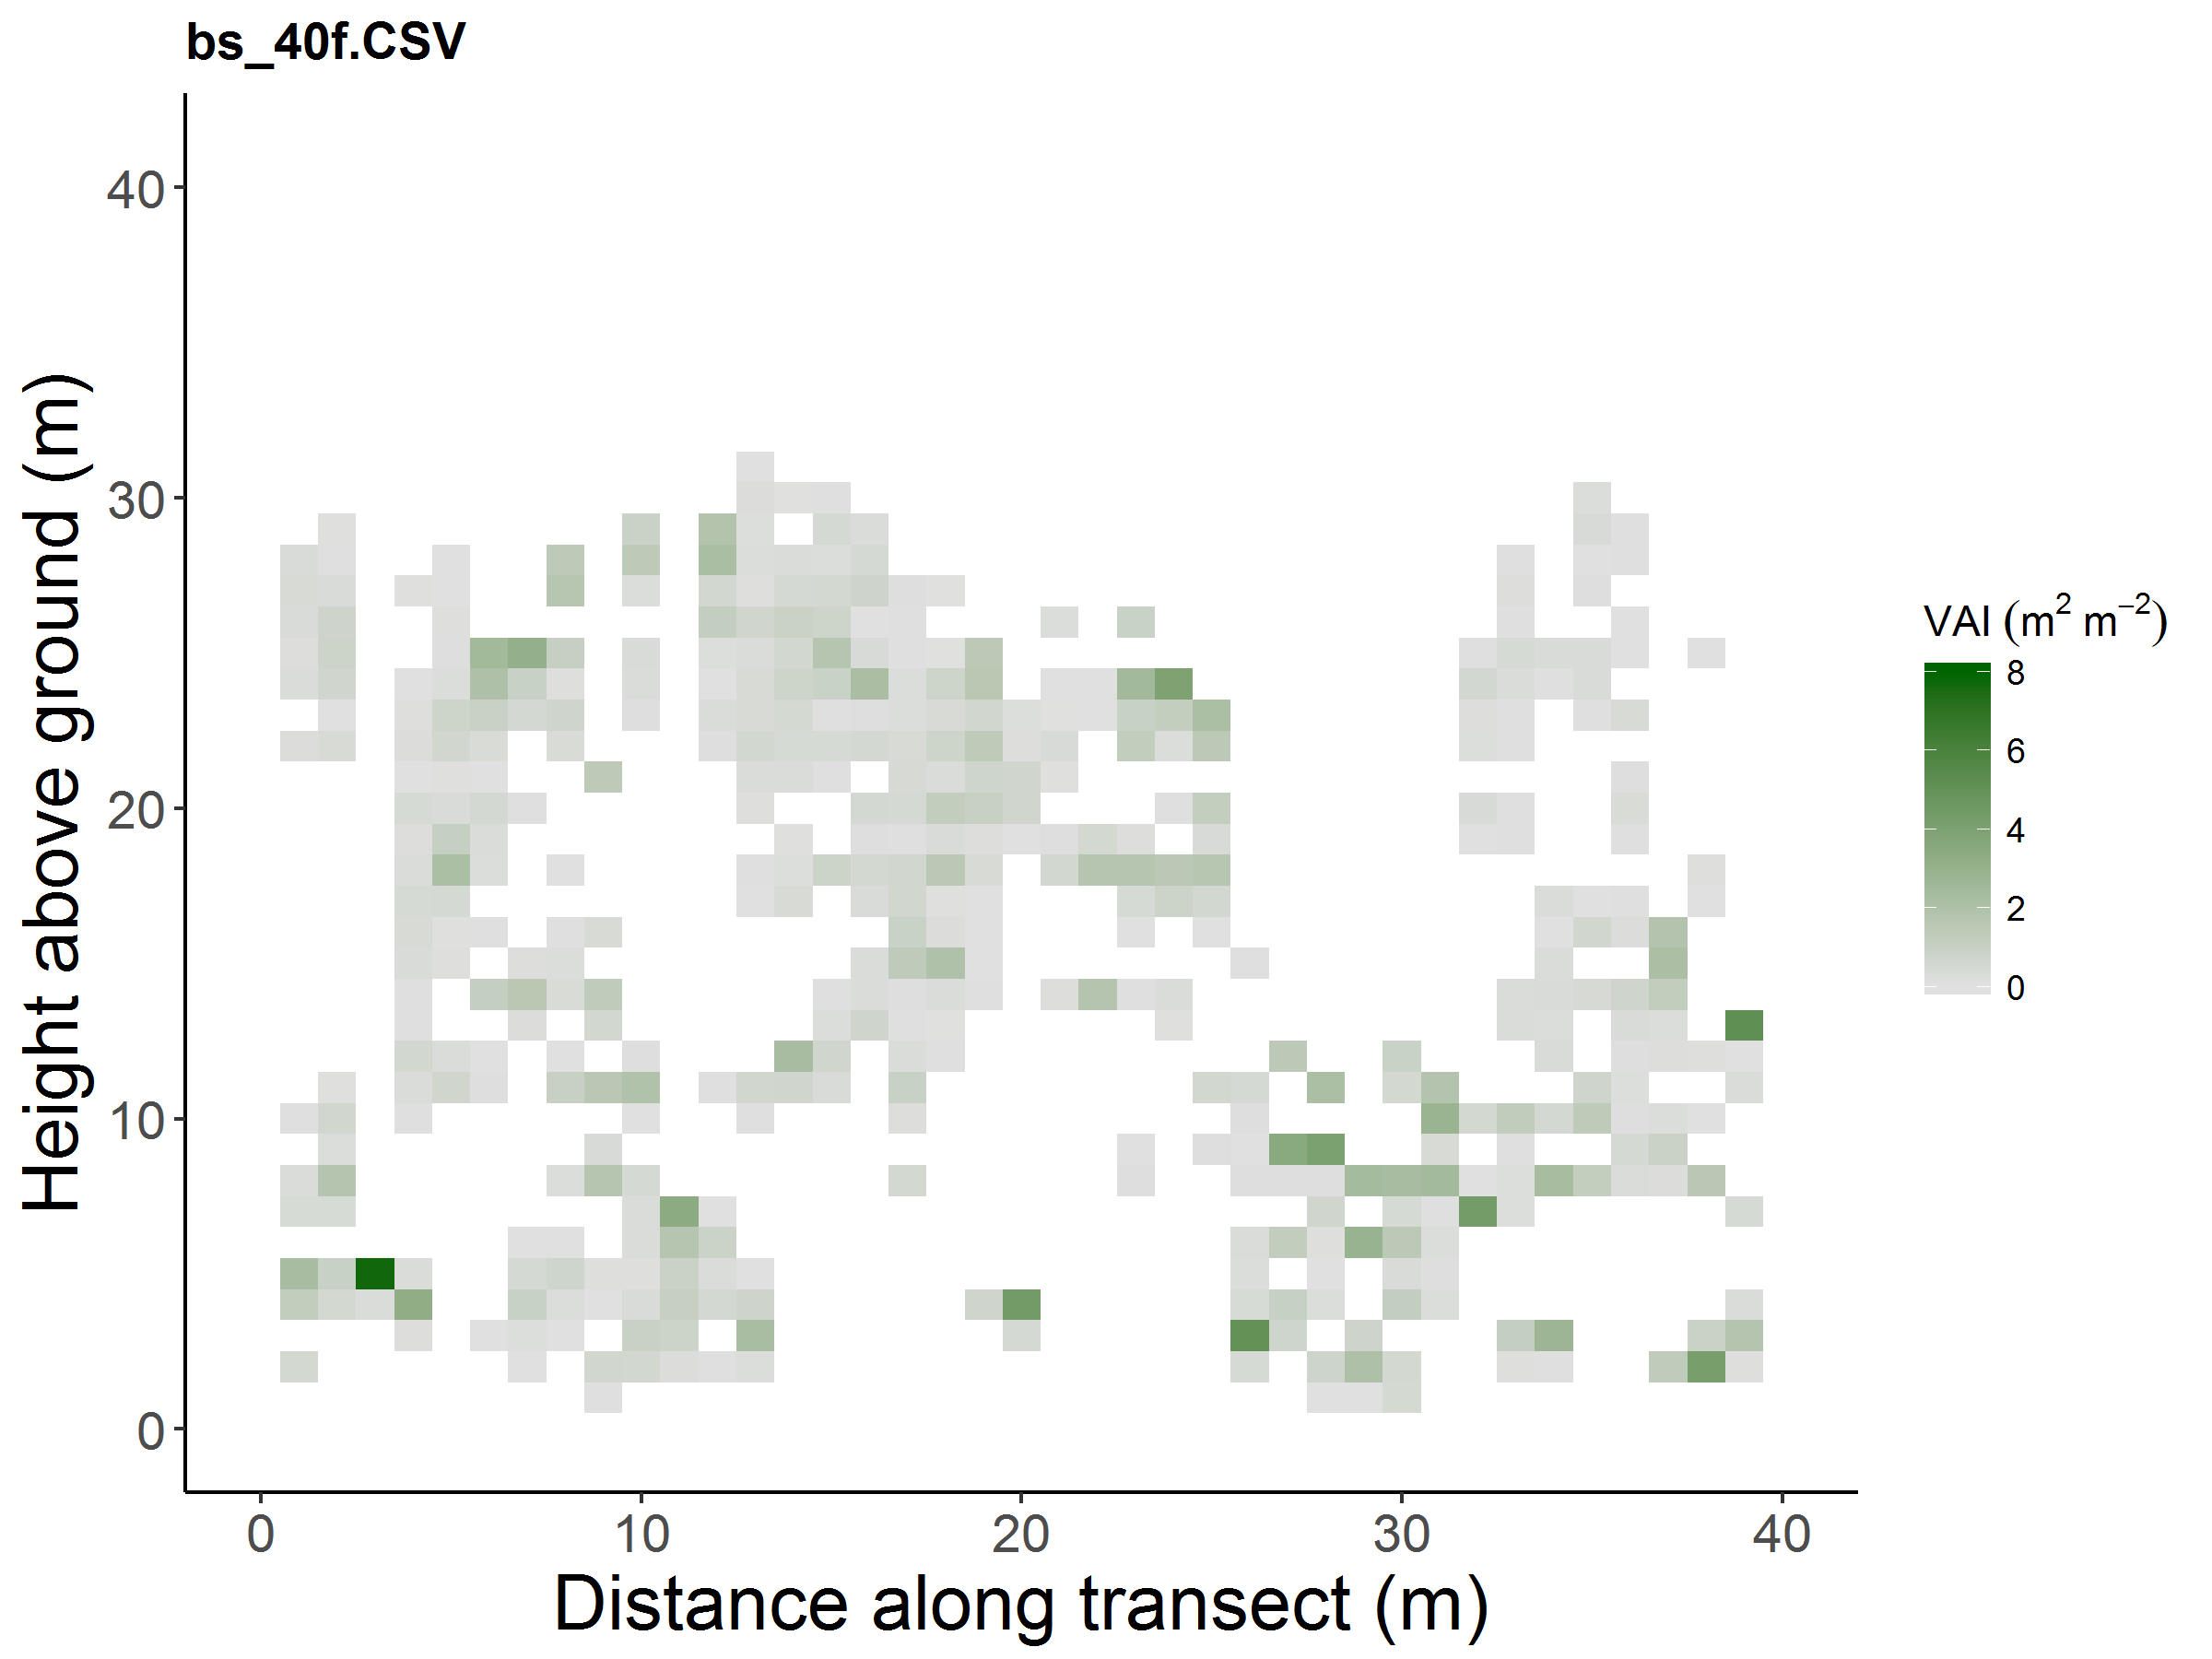 bs_40f.CSV
Height above ground (m)
40
30
20
10
0
0 10 20 30 40
Distance along transect (m)
VAI (m² m⁻²)
8
6
4
2
0